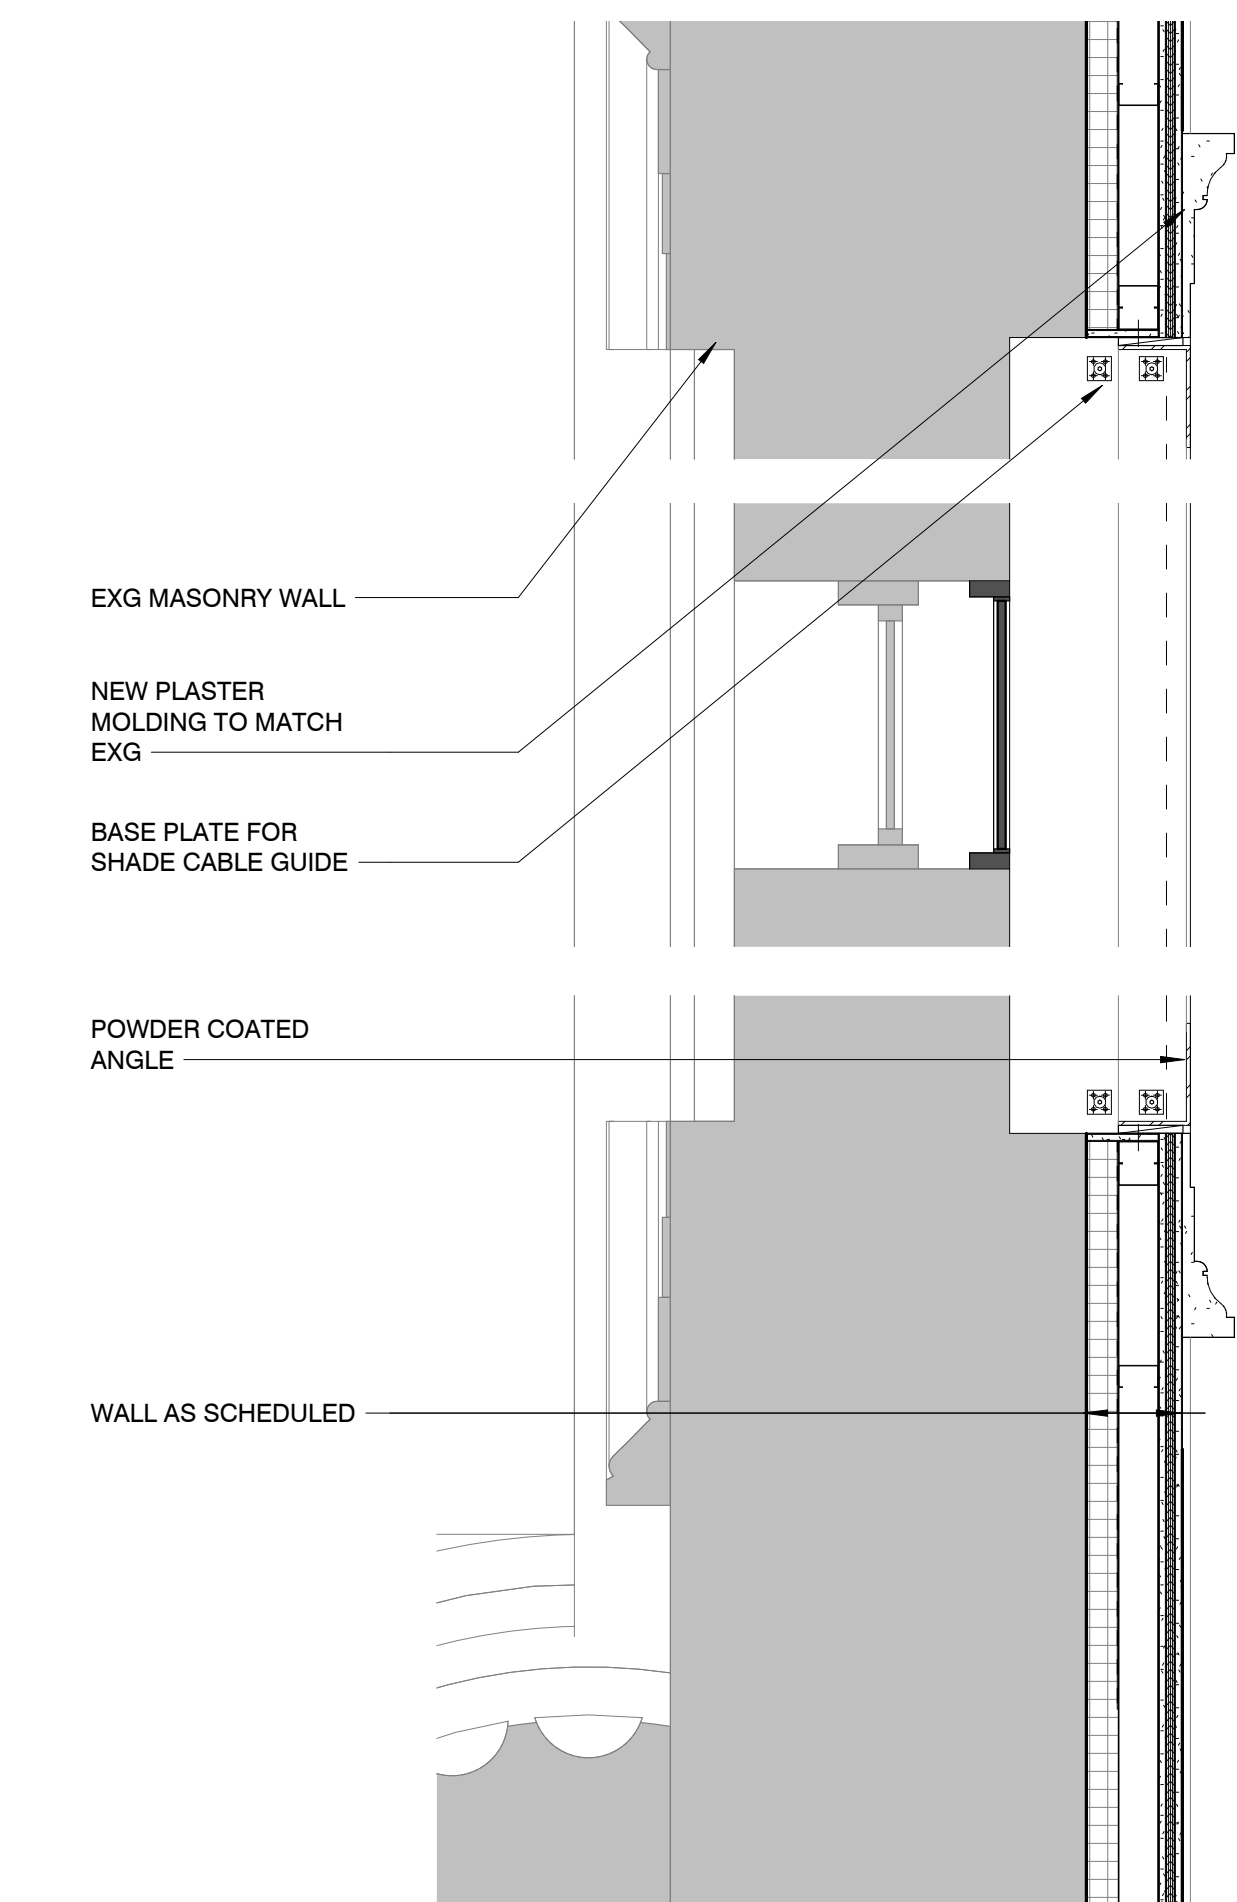 EXG MASONRY WALL
NEW PLASTER
MOLDING TO MATCH
EXG
BASE PLATE FOR
SHADE CABLE GUIDE
POWDER COATED
ANGLE
WALL AS SCHEDULED